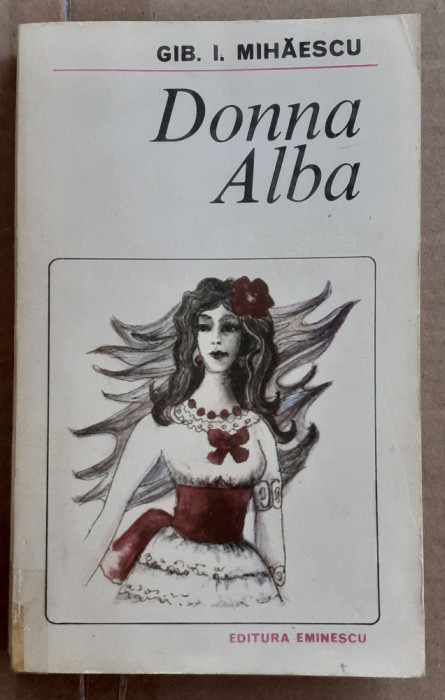 GIB. I. MIHĂESCU
Donna
Alba
EDITURA EMINESCU